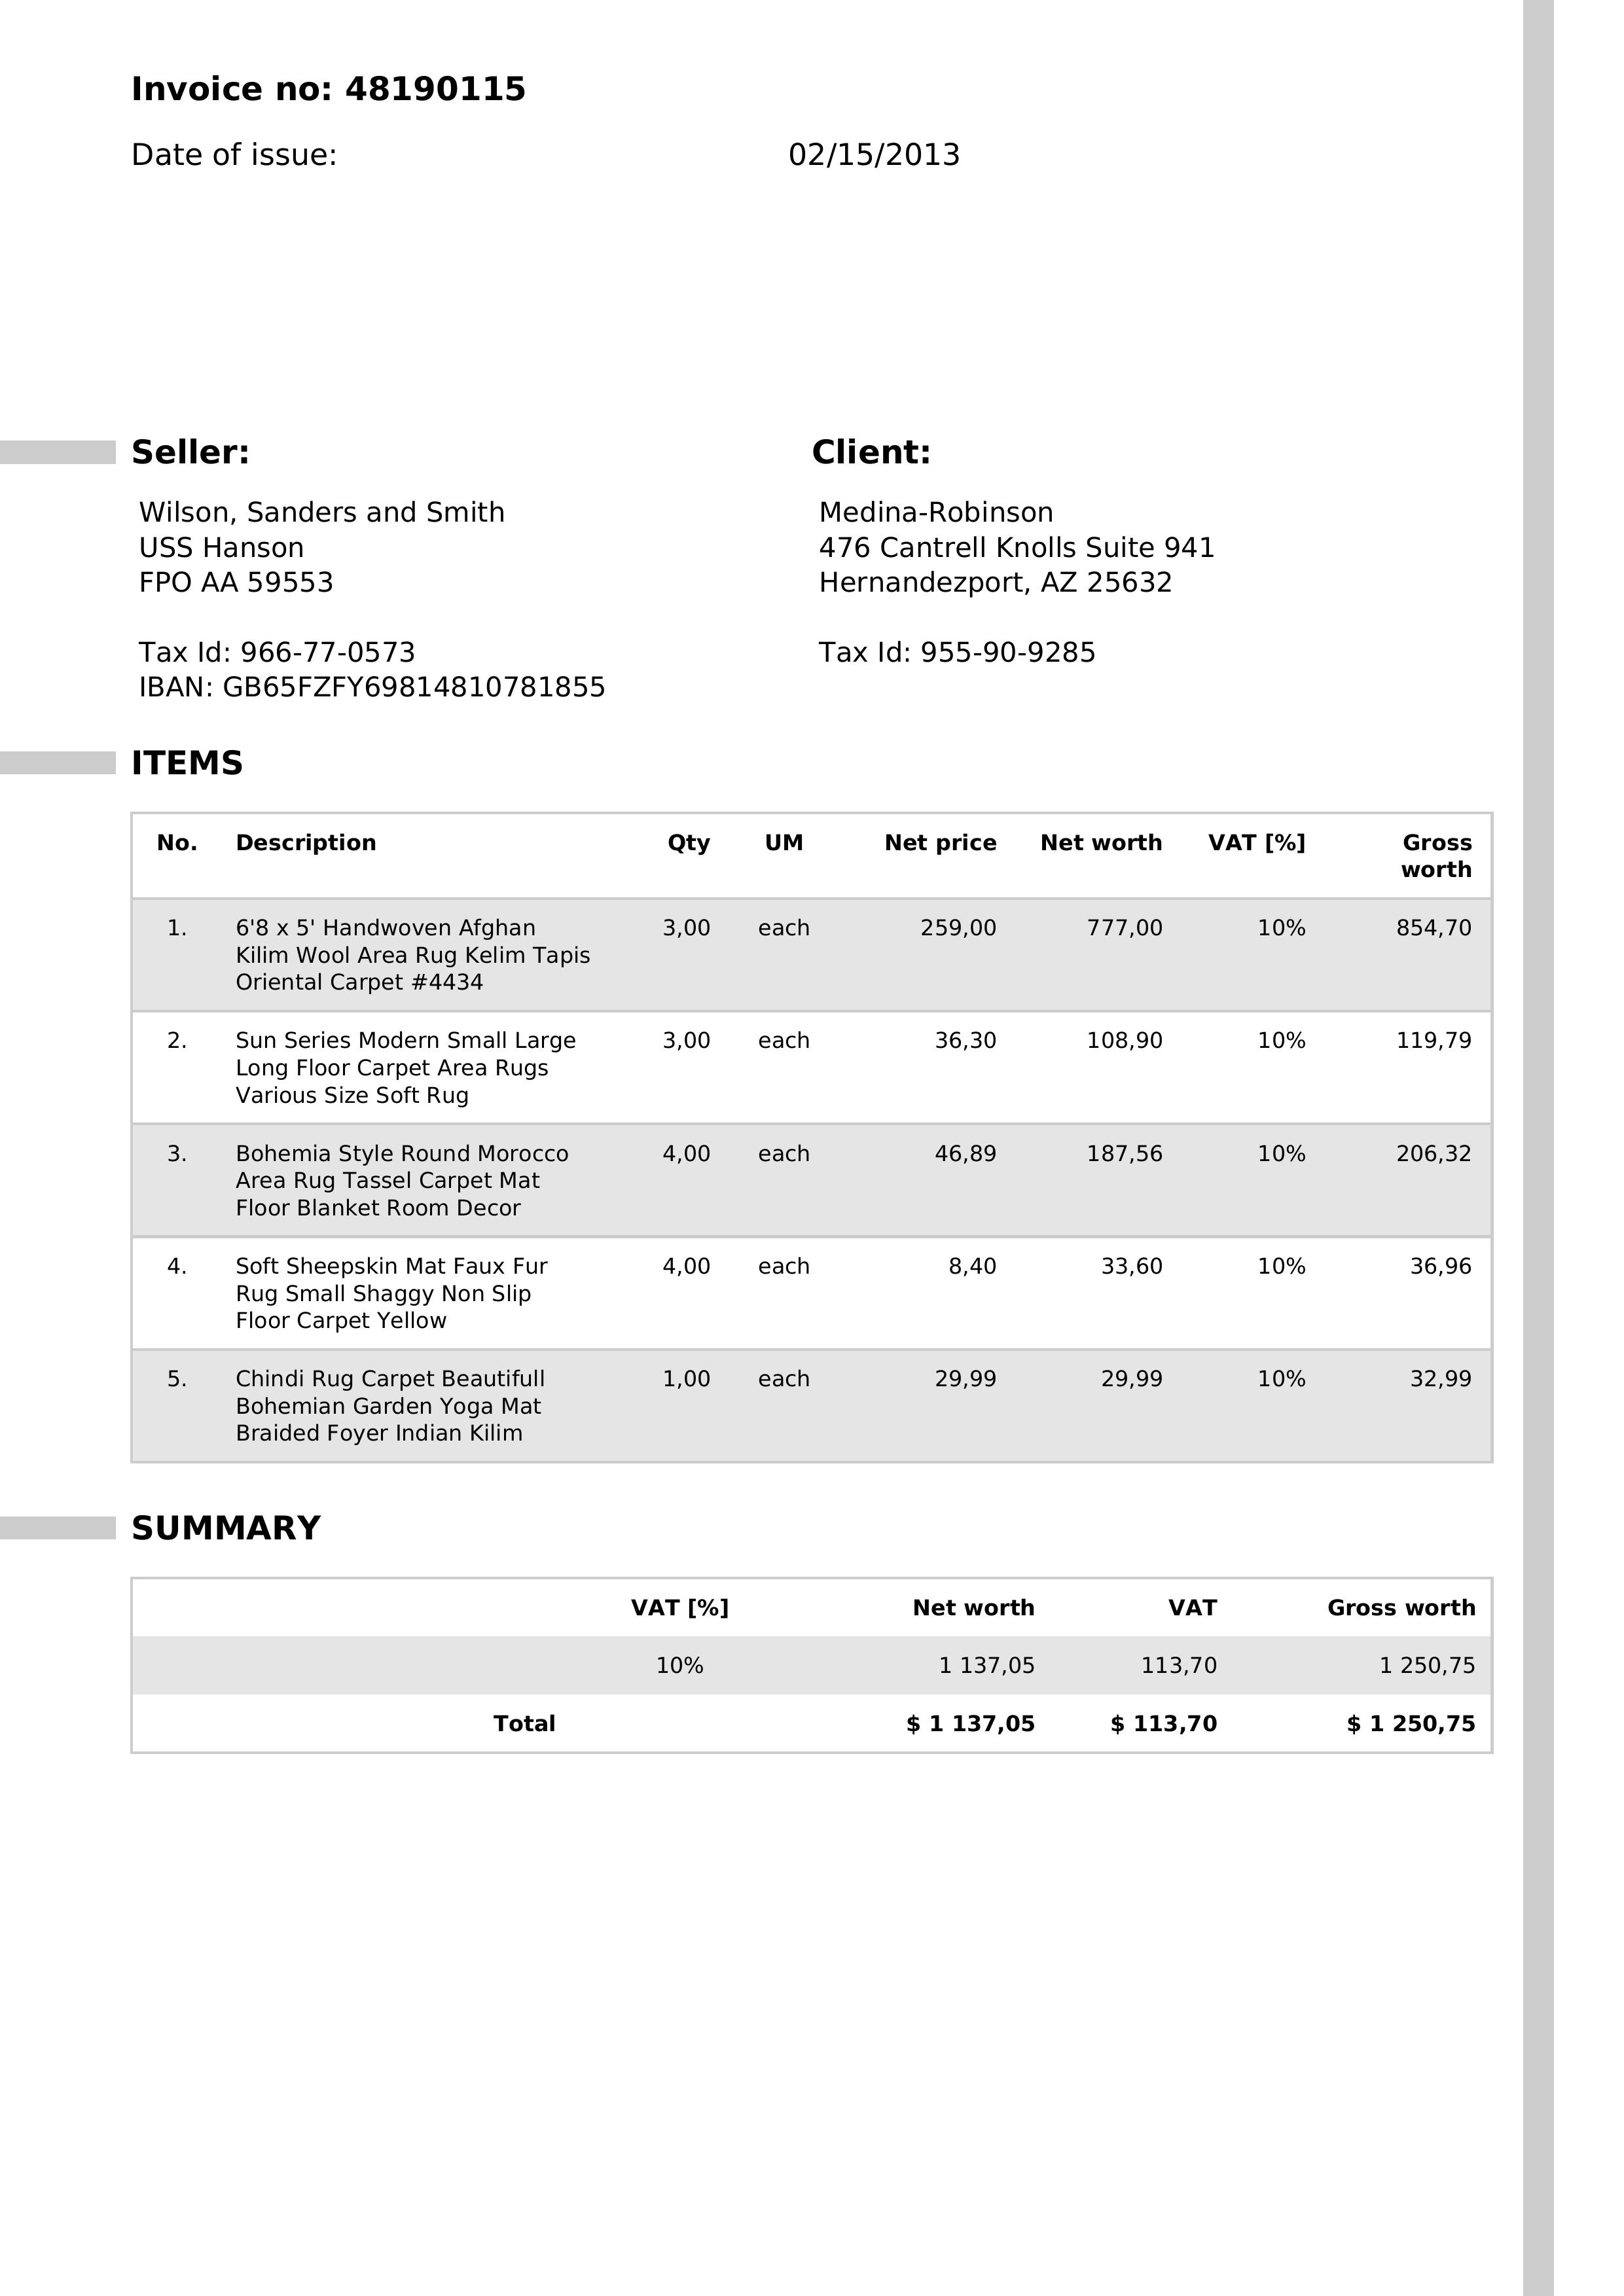 Invoice no: 48190115
Date of issue: 02/15/2013
Seller:
Wilson, Sanders and Smith
USS Hanson
FPO AA 59553
Tax Id: 966-77-0573
IBAN: GB65FZFY69814810781855
Client:
Medina-Robinson
476 Cantrell Knolls Suite 941
Hernandezport, AZ 25632
Tax Id: 955-90-9285
ITEMS
No. Description Qty UM Net price Net worth VAT [%] Gross
worth
1. 6'8 x 5' Handwoven Afghan 3,00 each 259,00 777,00 10% 854,70
Kilim Wool Area Rug Kelim Tapis
Oriental Carpet #4434
2. Sun Series Modern Small Large 3,00 each 36,30 108,90 10% 119,79
Long Floor Carpet Area Rugs
Various Size Soft Rug
3. Bohemia Style Round Morocco 4,00 each 46,89 187,56 10% 206,32
Area Rug Tassel Carpet Mat
Floor Blanket Room Decor
4. Soft Sheepskin Mat Faux Fur 4,00 each 8,40 33,60 10% 36,96
Rug Small Shaggy Non Slip
Floor Carpet Yellow
5. Chindi Rug Carpet Beautifull 1,00 each 29,99 29,99 10% 32,99
Bohemian Garden Yoga Mat
Braided Foyer Indian Kilim
SUMMARY
VAT [%] Net worth VAT Gross worth
10% 1 137,05 113,70 1 250,75
Total $ 1 137,05 $ 113,70 $ 1 250,75